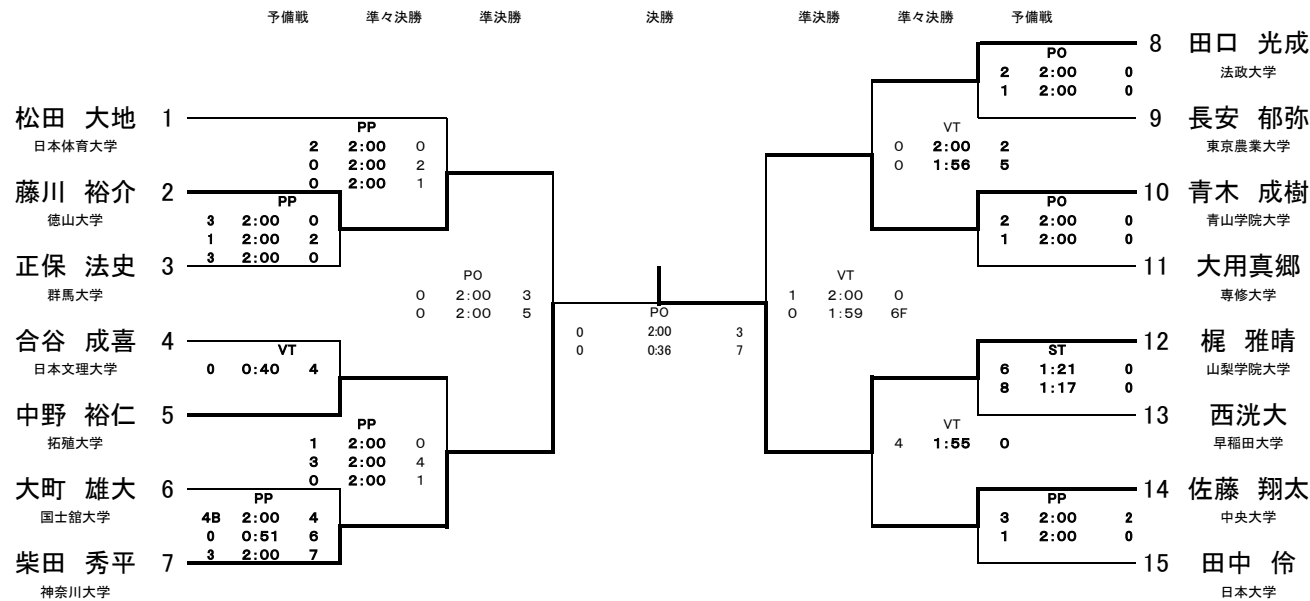 予備戦 準々決勝 準決勝 決勝 準決勝 準々決勝 予備戦
松田 大地 1
日本体育大学
PP
2 2:00 0
0 2:00 2
0 2:00 1
藤川 裕介 2
徳山大学
PP
3 2:00 0
1 2:00 2
3 2:00 0
正保 法史 3
群馬大学
合谷 成喜 4
日本文理大学
VT
0 0:40 4
中野 裕仁 5
拓殖大学
PP
1 2:00 0
3 2:00 4
0 2:00 1
大町 雄大 6
国士舘大学
PP
4B 2:00 4
0 0:51 6
3 2:00 7
柴田 秀平 7
神奈川大学
PO
0 2:00 3
0 2:00 5
PO
0 2:00 3
0 0:36 7
VT
1 2:00 0
0 1:59 6F
8 田口 光成
法政大学
PO
2 2:00 0
1 2:00 0
9 長安 郁弥
東京農業大学
VT
0 2:00 2
0 1:56 5
10 青木 成樹
青山学院大学
PO
2 2:00 0
1 2:00 0
11 大用真郷
専修大学
12 梶 雅晴
山梨学院大学
ST
6 1:21 0
8 1:17 0
13 西洸大
早稲田大学
VT
4 1:55 0
14 佐藤 翔太
中央大学
PP
3 2:00 2
1 2:00 0
15 田中 伶
日本大学